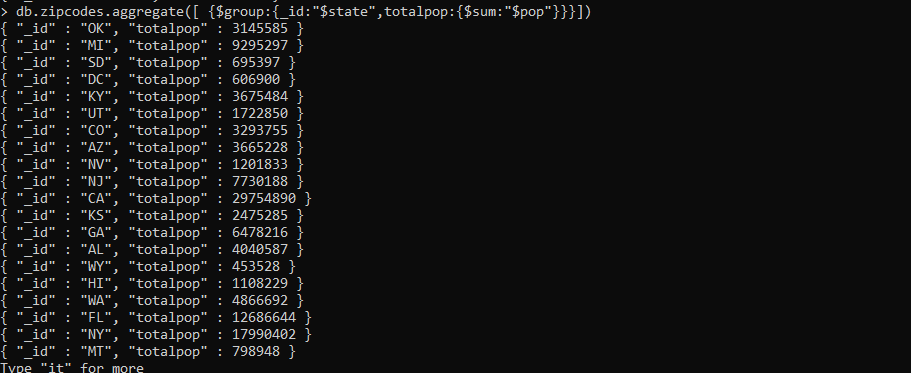 > db.zipcodes.aggregate([ {$group:{_id:"$state",totalpop:{$sum:"$pop"}}}])
{ "_id" : "OK", "totalpop" : 3145585 }
{ "_id" : "MI", "totalpop" : 9295297 }
{ "_id" : "SD", "totalpop" : 695397 }
{ "_id" : "DC", "totalpop" : 606900 }
{ "_id" : "KY", "totalpop" : 3675484 }
{ "_id" : "UT", "totalpop" : 1722850 }
{ "_id" : "CO", "totalpop" : 3293755 }
{ "_id" : "AZ", "totalpop" : 3665228 }
{ "_id" : "NV", "totalpop" : 1201833 }
{ "_id" : "NJ", "totalpop" : 7730188 }
{ "_id" : "CA", "totalpop" : 29754890 }
{ "_id" : "KS", "totalpop" : 2475285 }
{ "_id" : "GA", "totalpop" : 6478216 }
{ "_id" : "AL", "totalpop" : 4040587 }
{ "_id" : "WY", "totalpop" : 453528 }
{ "_id" : "HI", "totalpop" : 1108229 }
{ "_id" : "WA", "totalpop" : 4866692 }
{ "_id" : "FL", "totalpop" : 12686644 }
{ "_id" : "NY", "totalpop" : 17990402 }
{ "_id" : "MT", "totalpop" : 798948 }
Type "it" for more